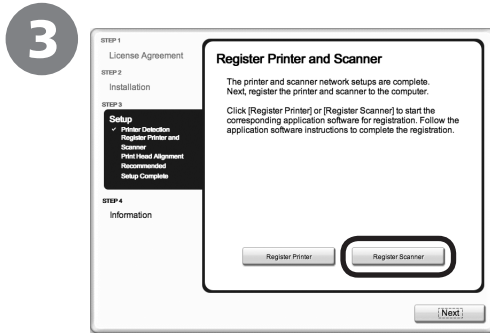 3
STEP 1
License Agreement
STEP 2
Installation
STEP 3
Setup
✓ Printer Detection
Register Printer and
Scanner
Print Head Alignment
Recommended
Setup Complete
STEP 4
Information
Register Printer and Scanner
The printer and scanner network setups are complete.
Next, register the printer and scanner to the computer.
Click [Register Printer] or [Register Scanner] to start the
corresponding application software for registration. Follow the
application software instructions to complete the registration.
Register Printer
Register Scanner
Next